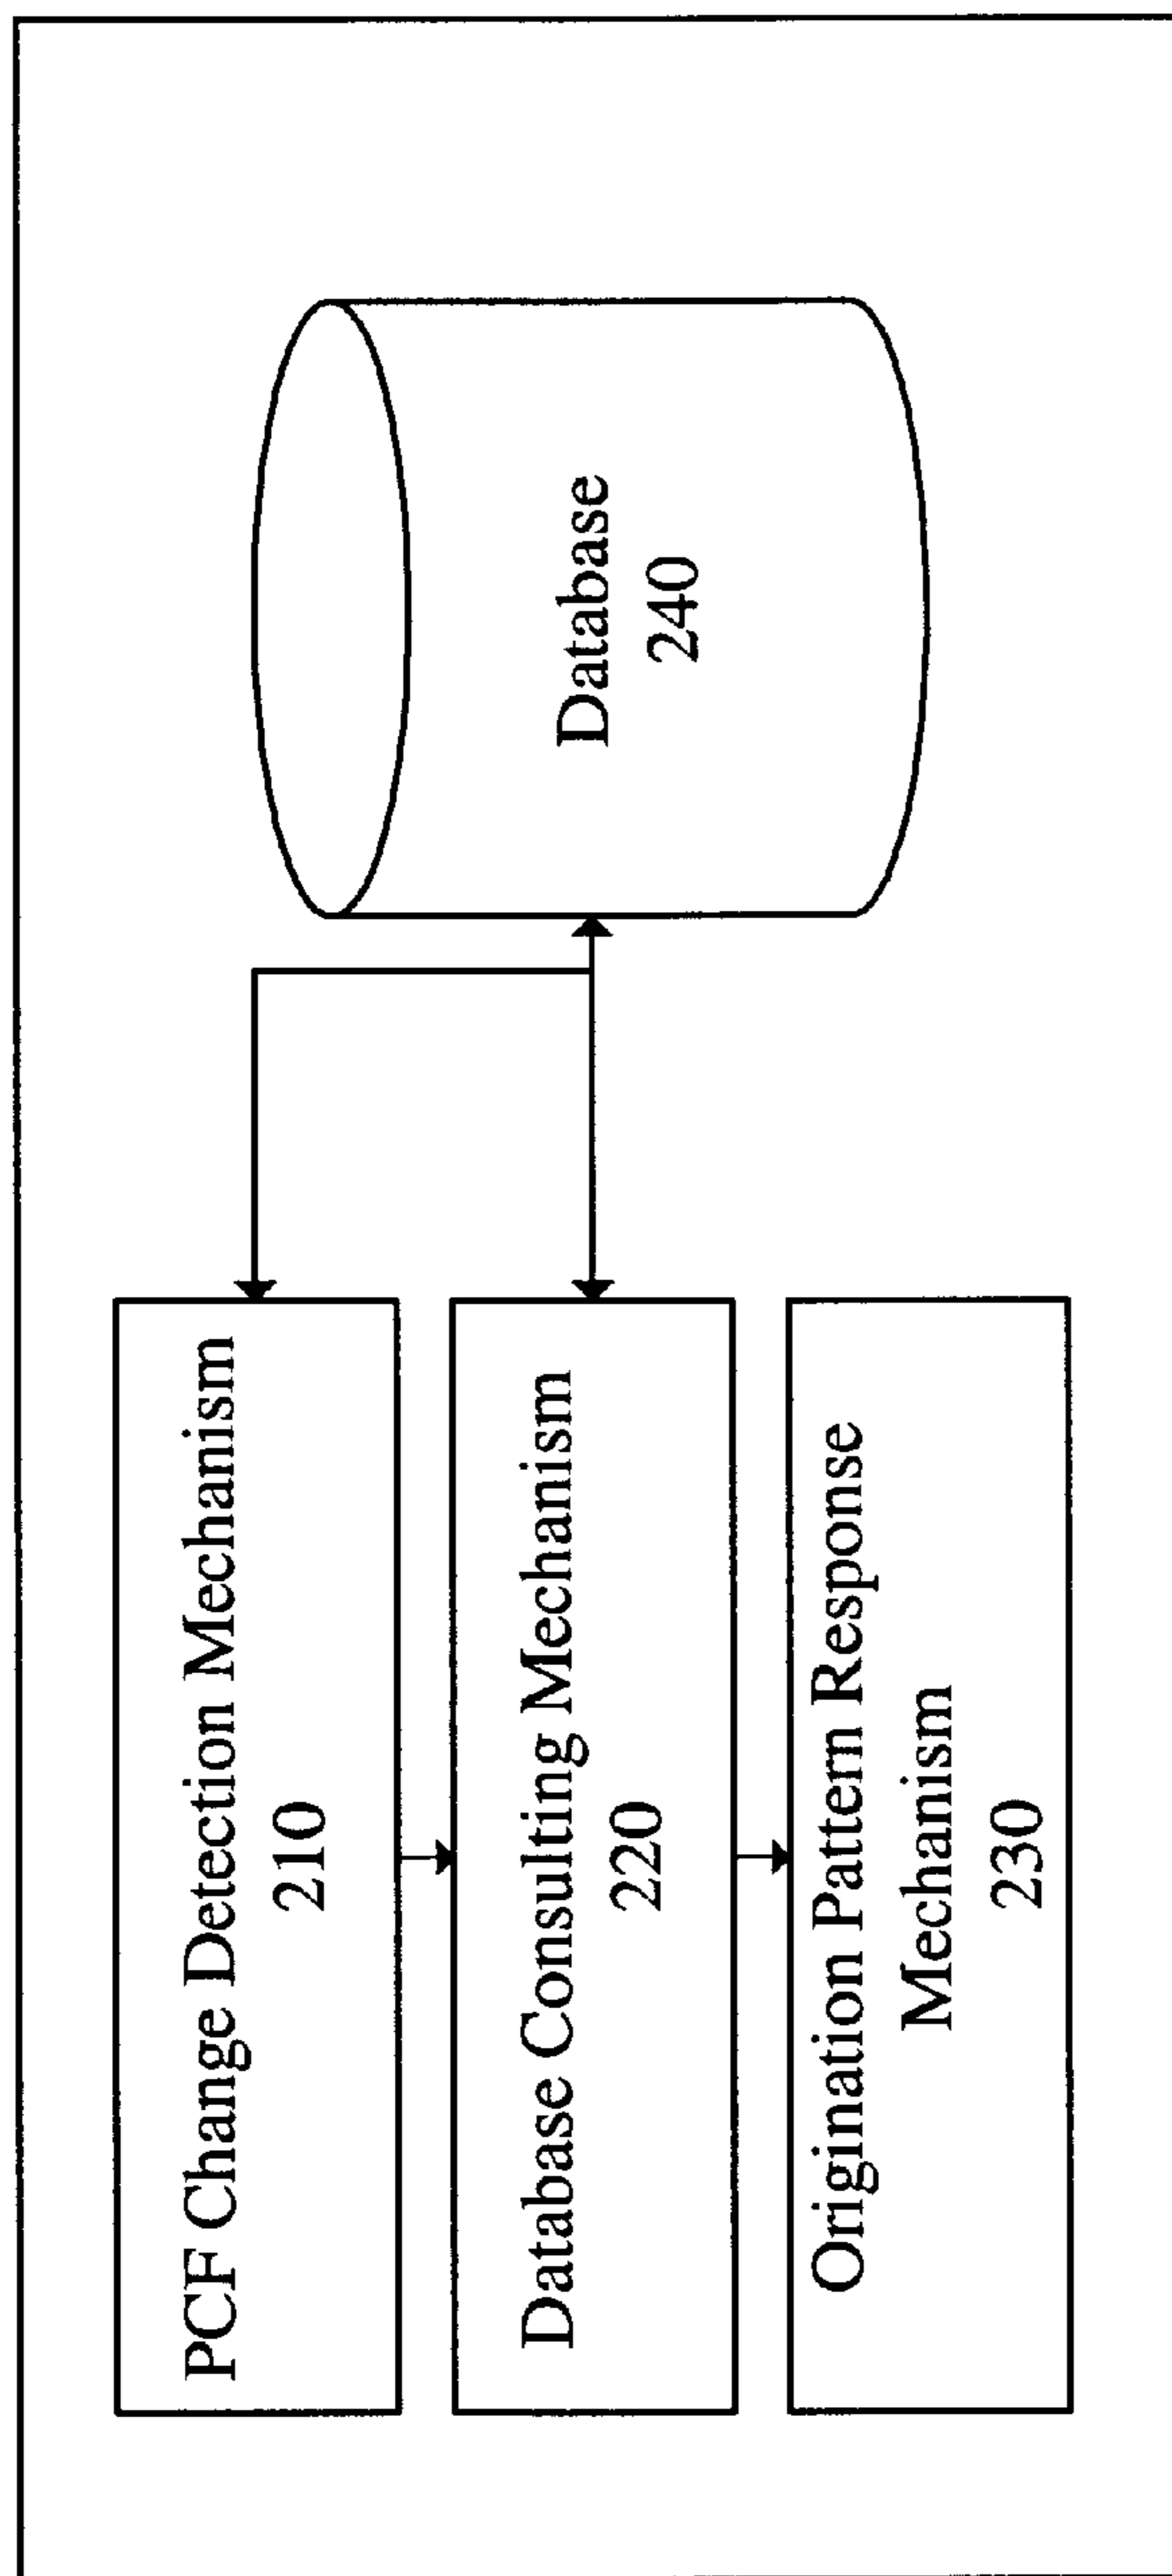 PCF Change Detection Mechanism
210
Database Consulting Mechanism
220
Origination Pattern Response
Mechanism
230
Database
240